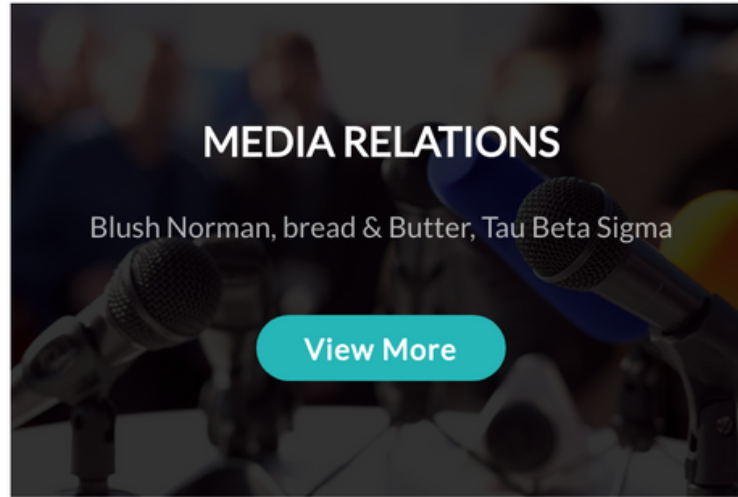 MEDIA RELATIONS
Blush Norman, bread & Butter, Tau Beta Sigma
View More